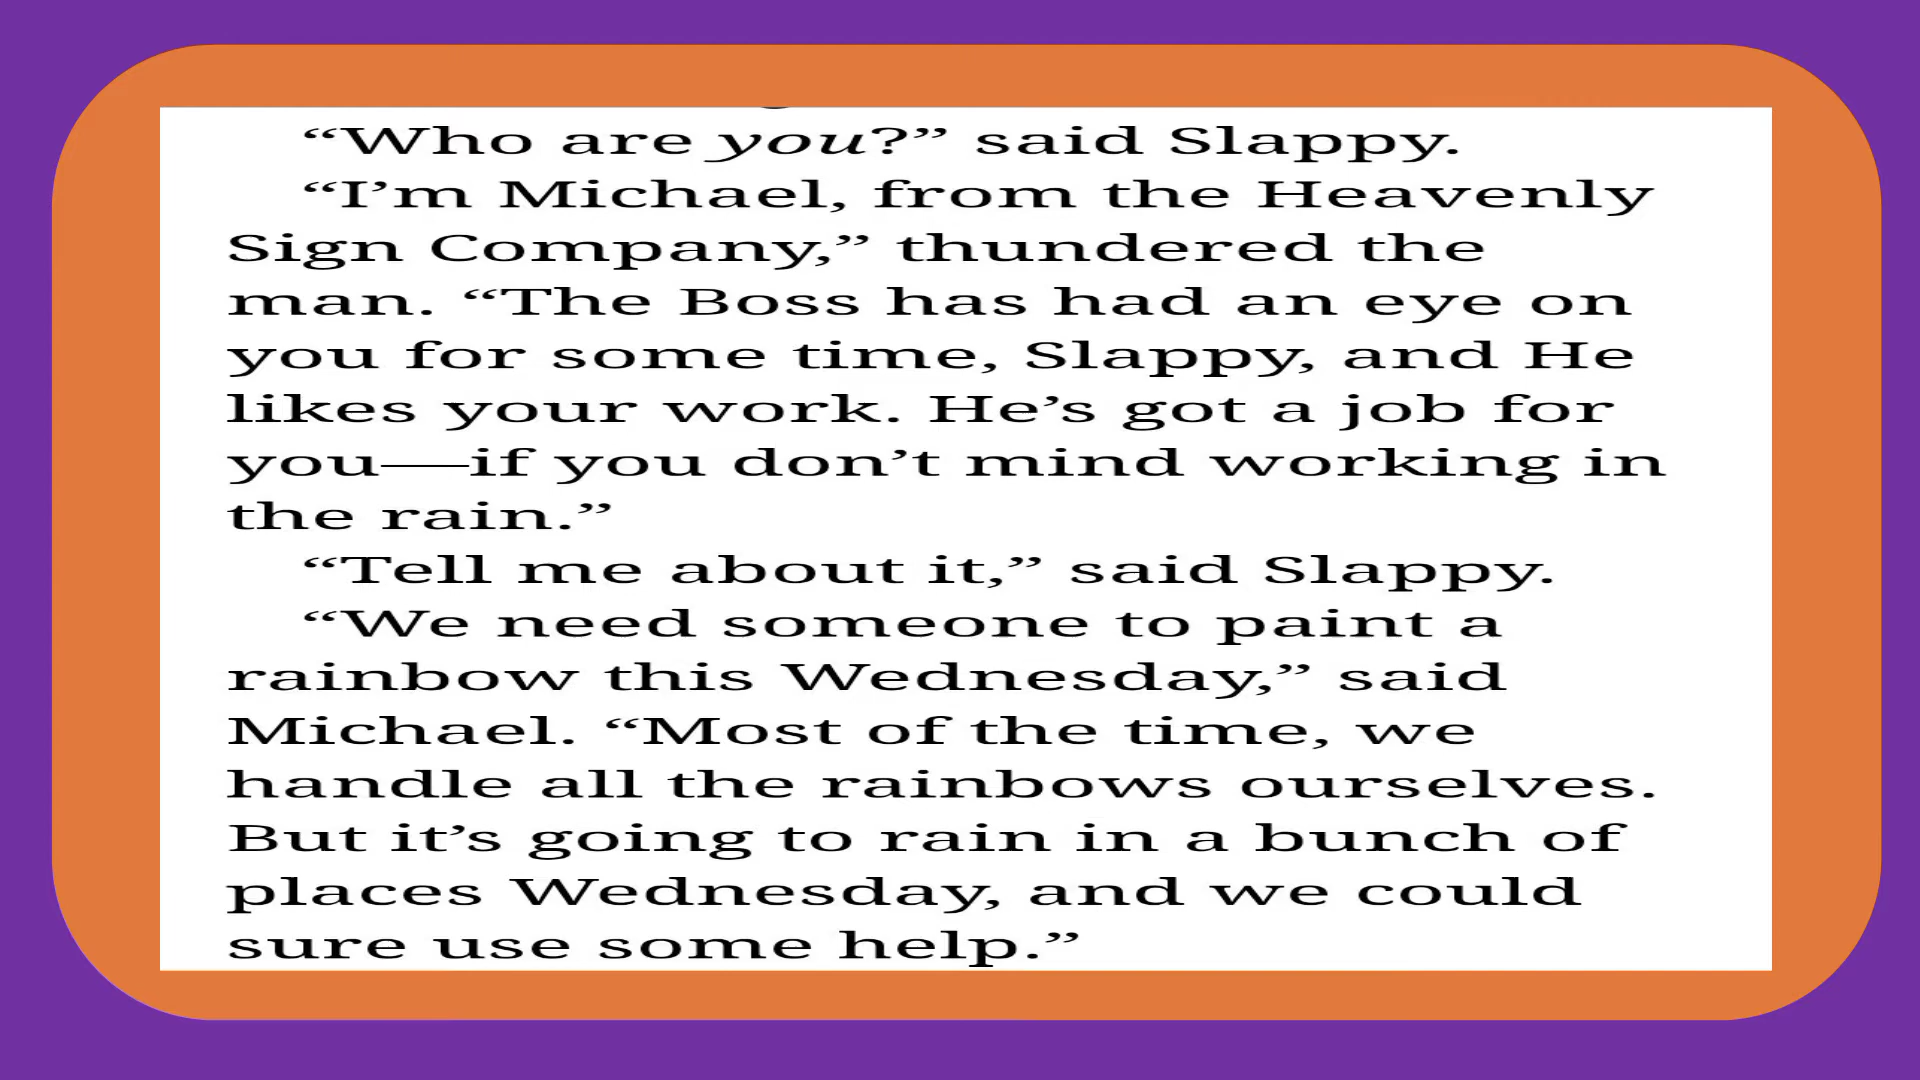 “Who are you?” said Slappy.
“I’m Michael, from the Heavenly
Sign Company,” thundered the
man. “The Boss has had an eye on
you for some time, Slappy, and He
likes your work. He’s got a job for
you—if you don’t mind working in
the rain.”
“Tell me about it,” said Slappy.
“We need someone to paint a
rainbow this Wednesday,” said
Michael. “Most of the time, we
handle all the rainbows ourselves.
But it’s going to rain in a bunch of
places Wednesday, and we could
sure use some help.”